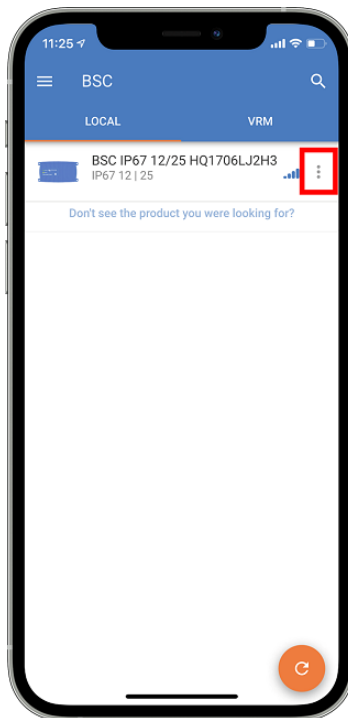 11:25
BSC
LOCAL VRM
BSC IP67 12/25 HQ1706LJ2H3
IP67 12 | 25
Don't see the product you were looking for?